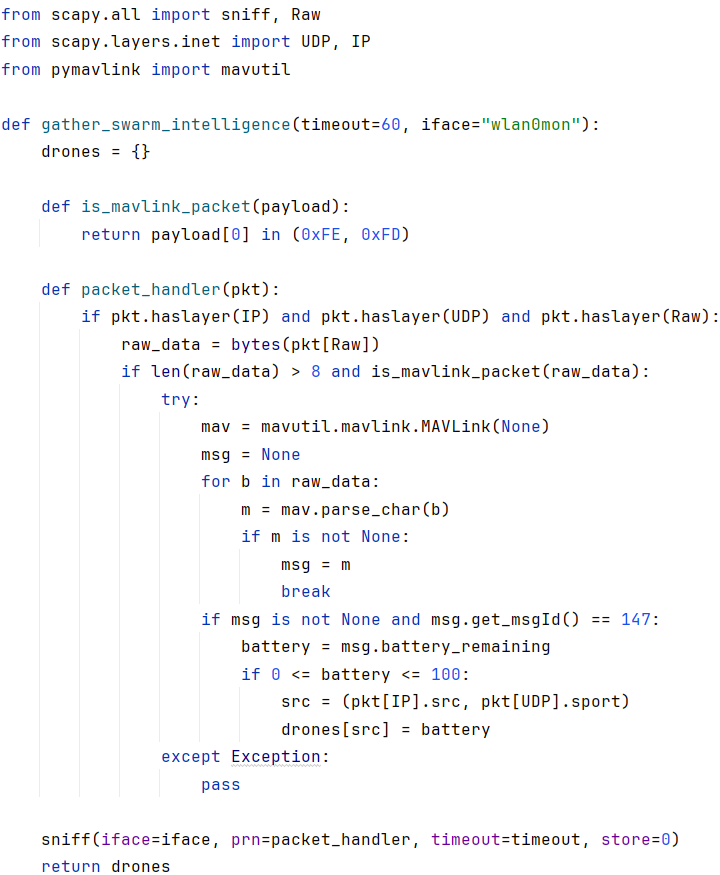 from scapy.all import sniff, Raw
from scapy.layers.inet import UDP, IP
from pymavlink import mavutil

def gather_swarm_intelligence(timeout=60, iface="wlan0mon"):
    drones = {}

    def is_mavlink_packet(payload):
        return payload[0] in (0xFE, 0xFD)

    def packet_handler(pkt):
        if pkt.haslayer(IP) and pkt.haslayer(UDP) and pkt.haslayer(Raw):
            raw_data = bytes(pkt[Raw])
            if len(raw_data) > 8 and is_mavlink_packet(raw_data):
                try:
                    mav = mavutil.mavlink.MAVLink(None)
                    msg = None
                    for b in raw_data:
                        m = mav.parse_char(b)
                        if m is not None:
                            msg = m
                            break
                    if msg is not None and msg.get_msgId() == 147:
                        battery = msg.battery_remaining
                        if 0 <= battery <= 100:
                            src = (pkt[IP].src, pkt[UDP].sport)
                            drones[src] = battery
                except Exception:
                    pass

    sniff(iface=iface, prn=packet_handler, timeout=timeout, store=0)
    return drones